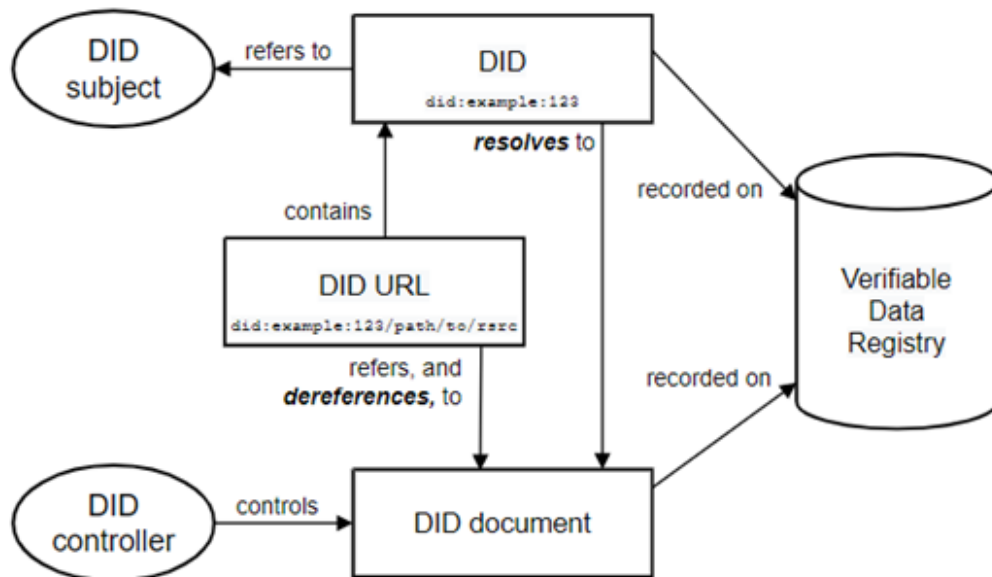 DID
subject
refers to
DID
did:example:123
resolves to
recorded on
contains
DID URL
did:example:123/path/to/rsrc
Verifiable
Data
Registry
refers, and
dereferences, to
recorded on
DID
controller
controls
DID document